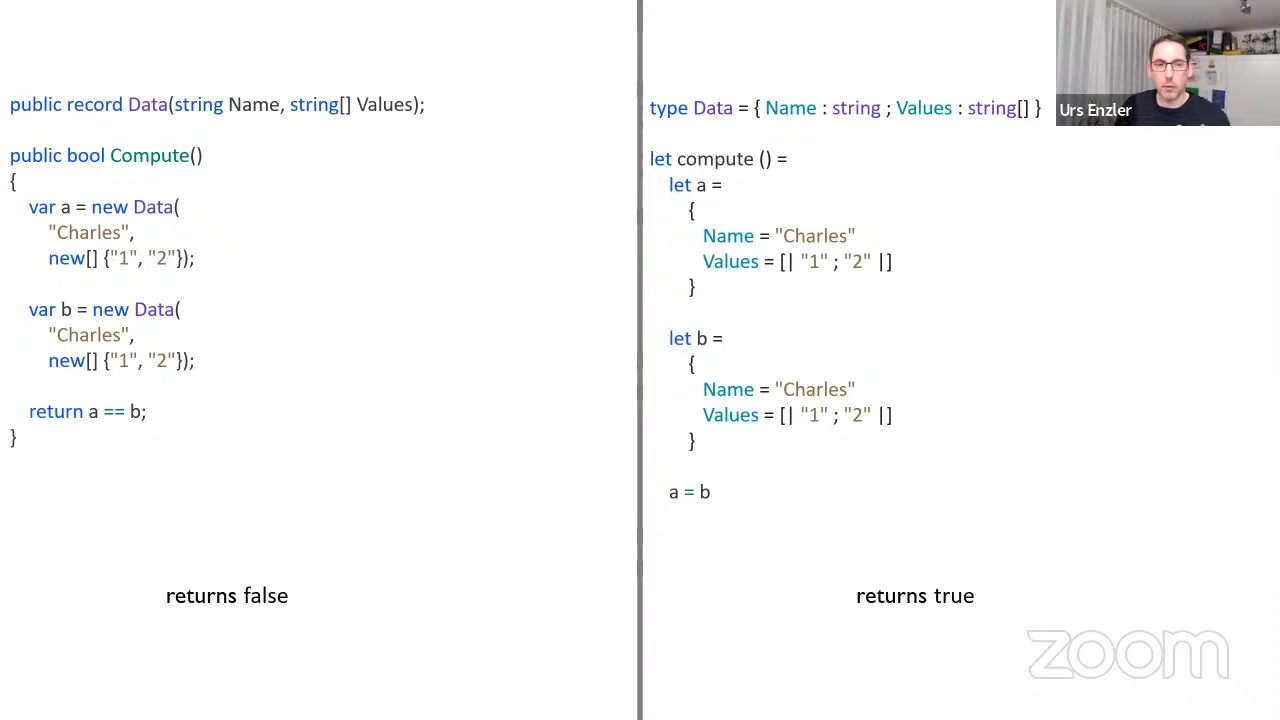 public record Data(string Name, string[] Values);
public bool Compute()
{
var a = new Data(
"Charles",
new[] {"1", "2"});
var b = new Data(
"Charles",
new[] {"1", "2"});
return a == b;
}
returns false
type Data = { Name : string ; Values : string[] }
let compute () =
let a =
{
Name = "Charles"
Values = [| "1" ; "2" |]
}
let b =
{
Name = "Charles"
Values = [| "1" ; "2" |]
}
a = b
returns true
Urs Enzler
zoom